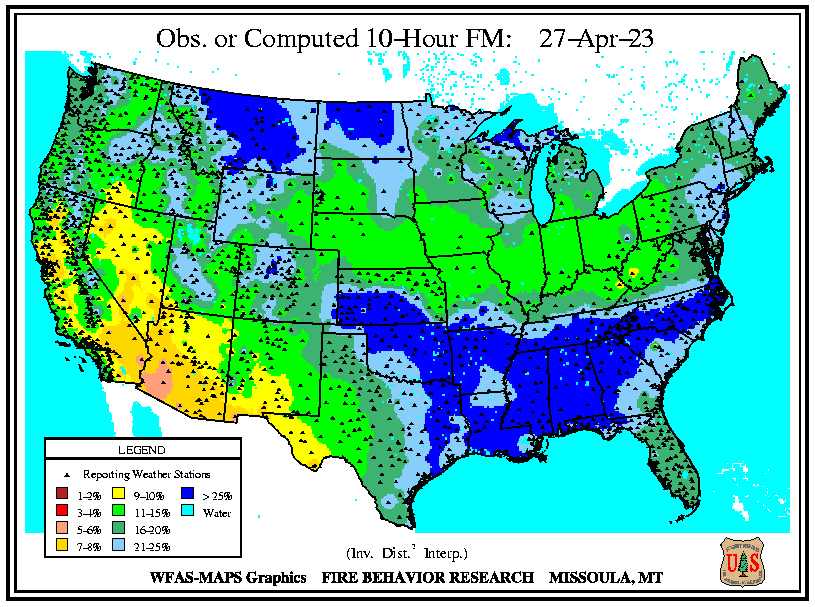 Obs. or Computed 10-Hour FM: 27-Apr-23
LEGEND
Reporting Weather Stations
1-2% 9-10% > 25%
3-4% 11-15% Water
5-6% 16-20%
7-8% 21-25%
(Inv. Dist.² Interp.)
WFAS-MAPS Graphics FIRE BEHAVIOR RESEARCH MISSOULA, MT
U S